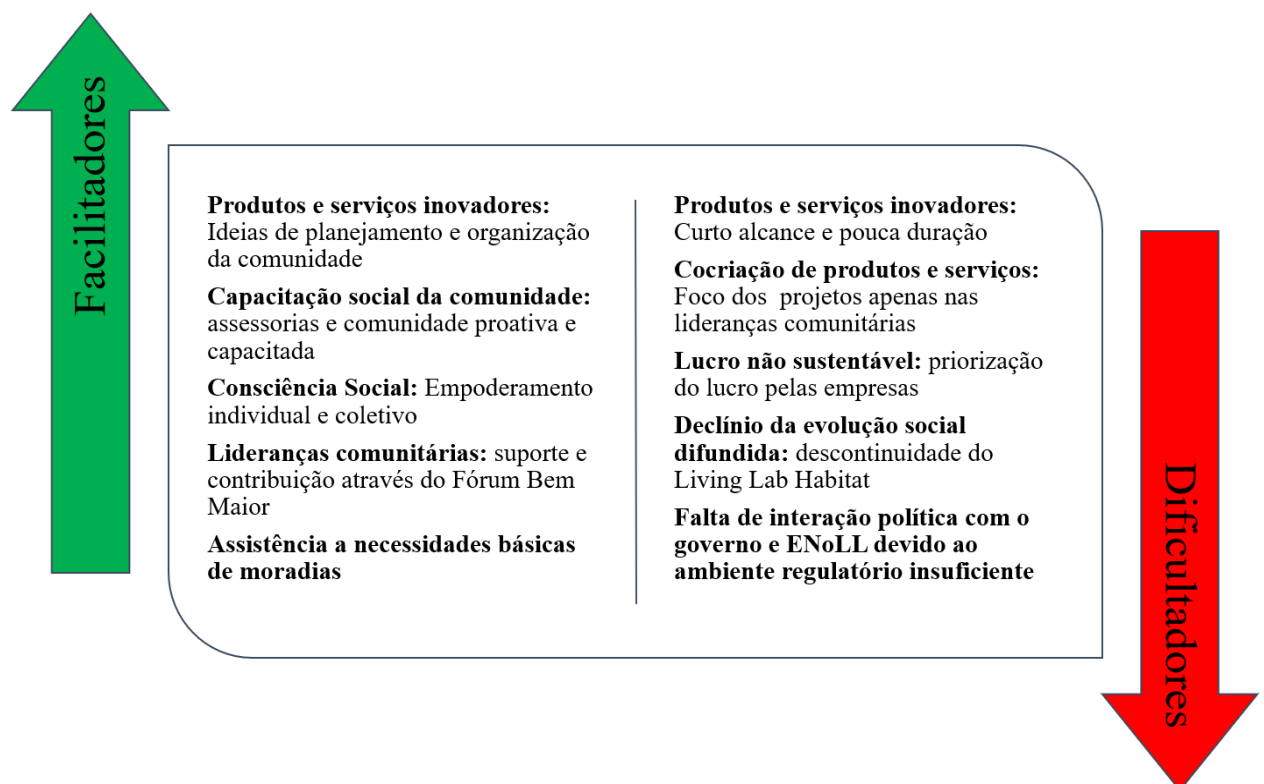 Facilitadores
Produtos e serviços inovadores:
Ideias de planejamento e organização
da comunidade
Capacitação social da comunidade:
assessorias e comunidade proativa e
capacitada
Consciência Social: Empoderamento
individual e coletivo
Lideranças comunitárias: suporte e
contribuição através do Fórum Bem
Maior
Assistência a necessidades básicas
de moradias
Produtos e serviços inovadores:
Curto alcance e pouca duração
Cocriação de produtos e serviços:
Foco dos projetos apenas nas
lideranças comunitárias
Lucro não sustentável: priorização
do lucro pelas empresas
Declínio da evolução social
difundida: descontinuidade do
Living Lab Habitat
Falta de interação política com o
governo e ENoLL devido ao
ambiente regulatório insuficiente
Dificultadores